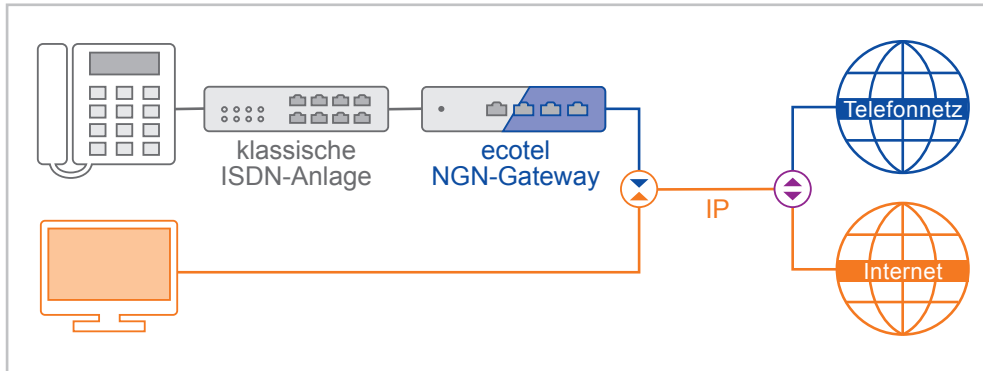 Telefonnetz
klassische
ISDN-Anlage
ecotel
NGN-Gateway
IP
Internet